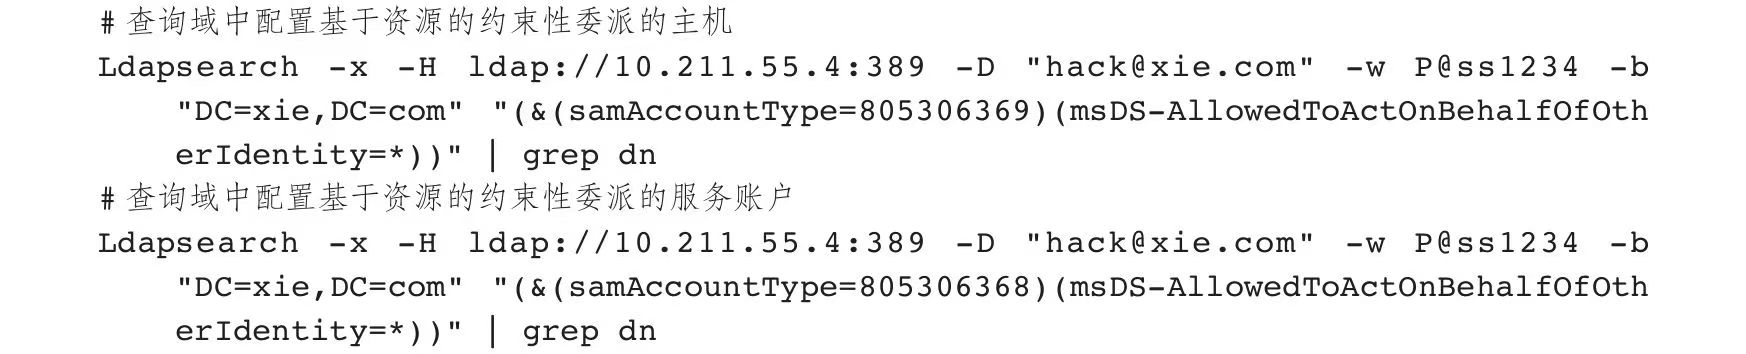 # 查询域中配置基于资源的约束性委派的主机
Ldapsearch -x -H ldap://10.211.55.4:389 -D "hack@xie.com" -w P@ss1234 -b
"DC=xie,DC=com" "(&(samAccountType=805306369)(msDS-AllowedToActOnBehalfOfOth
erIdentity=*))" | grep dn
# 查询域中配置基于资源的约束性委派的服务账户
Ldapsearch -x -H ldap://10.211.55.4:389 -D "hack@xie.com" -w P@ss1234 -b
"DC=xie,DC=com" "(&(samAccountType=805306368)(msDS-AllowedToActOnBehalfOfOth
erIdentity=*))" | grep dn